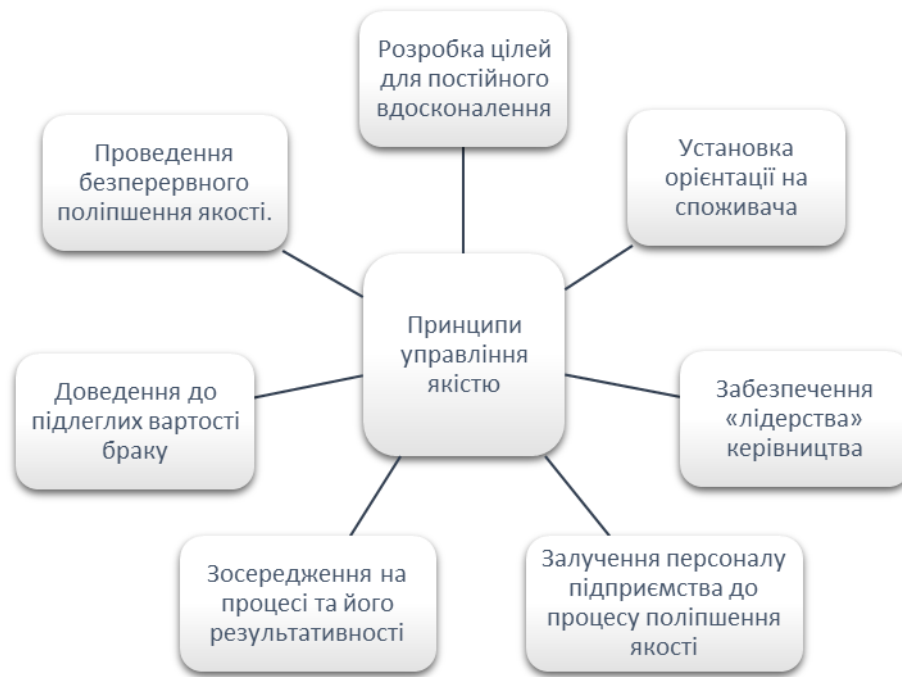 Розробка цілей
для постійного
вдосконалення
Проведення
безперервного
поліпшення якості.
Установка
орієнтації на
споживача
Принципи
управління
якістю
Доведення до
підлеглих вартості
браку
Забезпечення
«лідерства»
керівництва
Зосередження на
процесі та його
результативності
Залучення персоналу
підприємства до
процесу поліпшення
якості